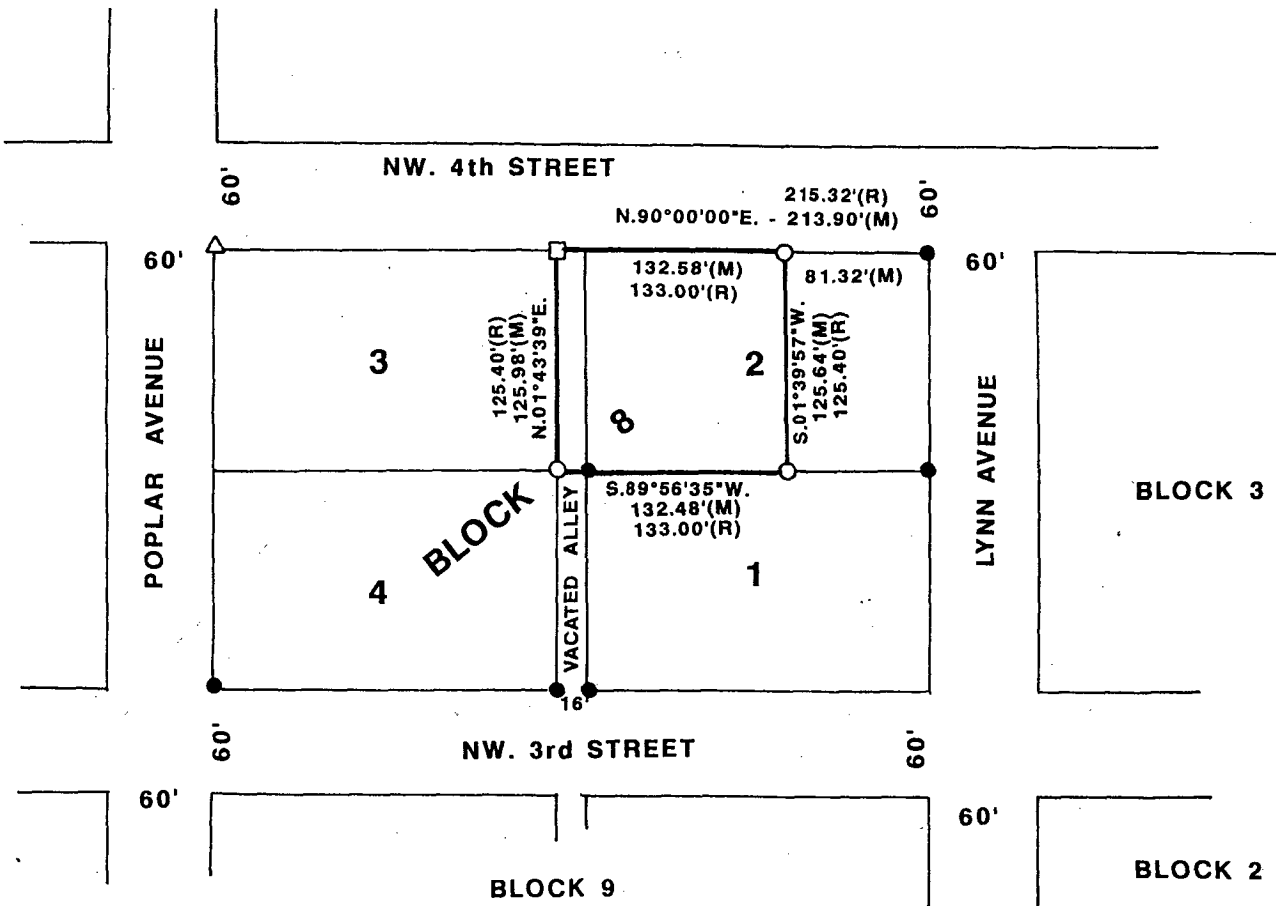 NW. 4th STREET
60'
60'
215.32'(R)
N.90°00'00"E. - 213.90'(M)
60'
60'
132.58'(M)
133.00'(R)
81.32'(M)
125.40'(R)
125.98'(M)
N.01°43'39"E.
S.01°39'57"W.
125.64'(M)
125.40'(R)
3
2
POPLAR AVENUE
LYNN AVENUE
BLOCK 8
S.89°56'35"W.
132.48'(M)
133.00'(R)
BLOCK 3
4
VACATED ALLEY
1
16'
60'
NW. 3rd STREET
60'
60'
60'
BLOCK 9
BLOCK 2